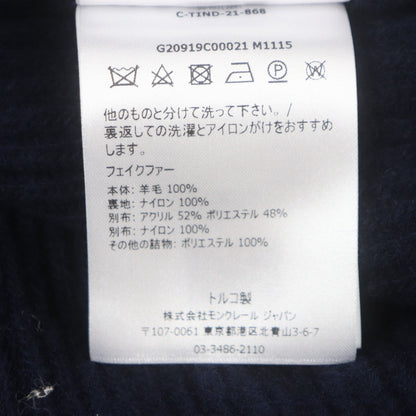 C-TIND-21-868
G20919C00021 M1115
他のものと分けて洗って下さい。/
裏返しての洗濯とアイロンがけをおすすめ
します。
フェイクファー
本体: 羊毛 100%
裏地: ナイロン 100%
別布: アクリル 52% ポリエステル 48%
別布: ナイロン 100%
その他の詰物: ポリエステル 100%
トルコ製
株式会社モンクレール ジャパン
〒107-0061 東京都港区北青山3-6-7
03-3486-2110